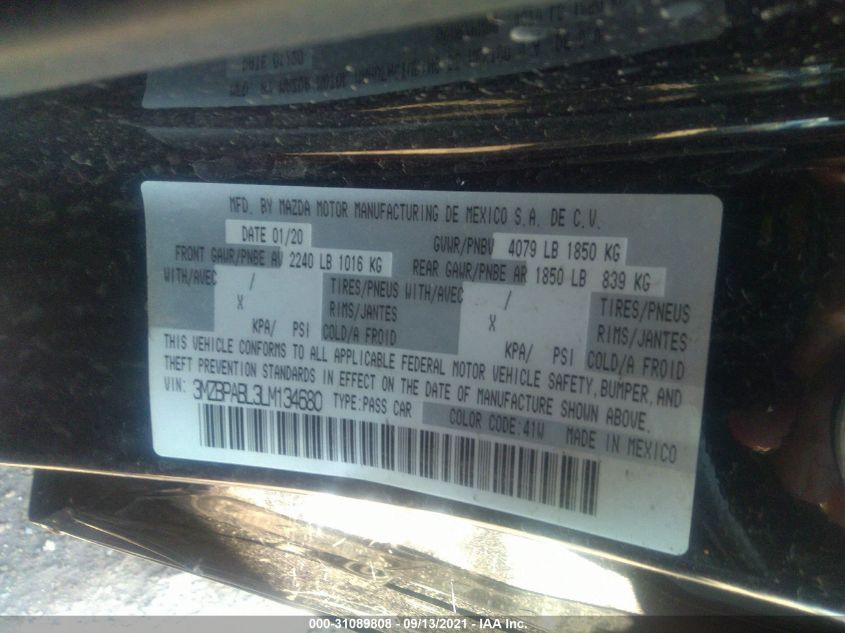 MFD. BY MAZDA MOTOR MANUFACTURING DE MEXICO S.A. DE C.V.
DATE 01/20 GVWR/PNBV 4079 LB 1850 KG
FRONT GAWR/PNBE AV 2240 LB 1016 KG REAR GAWR/PNBE AR 1850 LB 839 KG
WITH/AVEC / TIRES/PNEUS WITH/AVEC / TIRES/PNEUS
X RIMS/JANTES X RIMS/JANTES
KPA/ PSI COLD/A FROID KPA/ PSI COLD/A FROID
THIS VEHICLE CONFORMS TO ALL APPLICABLE FEDERAL MOTOR VEHICLE SAFETY, BUMPER, AND
THEFT PREVENTION STANDARDS IN EFFECT ON THE DATE OF MANUFACTURE SHOWN ABOVE.
VIN: 3MZBPABL3LM134680 TYPE:PASS CAR COLOR CODE:41W MADE IN MEXICO
000-31089808 - 09/13/2021 - IAA Inc.